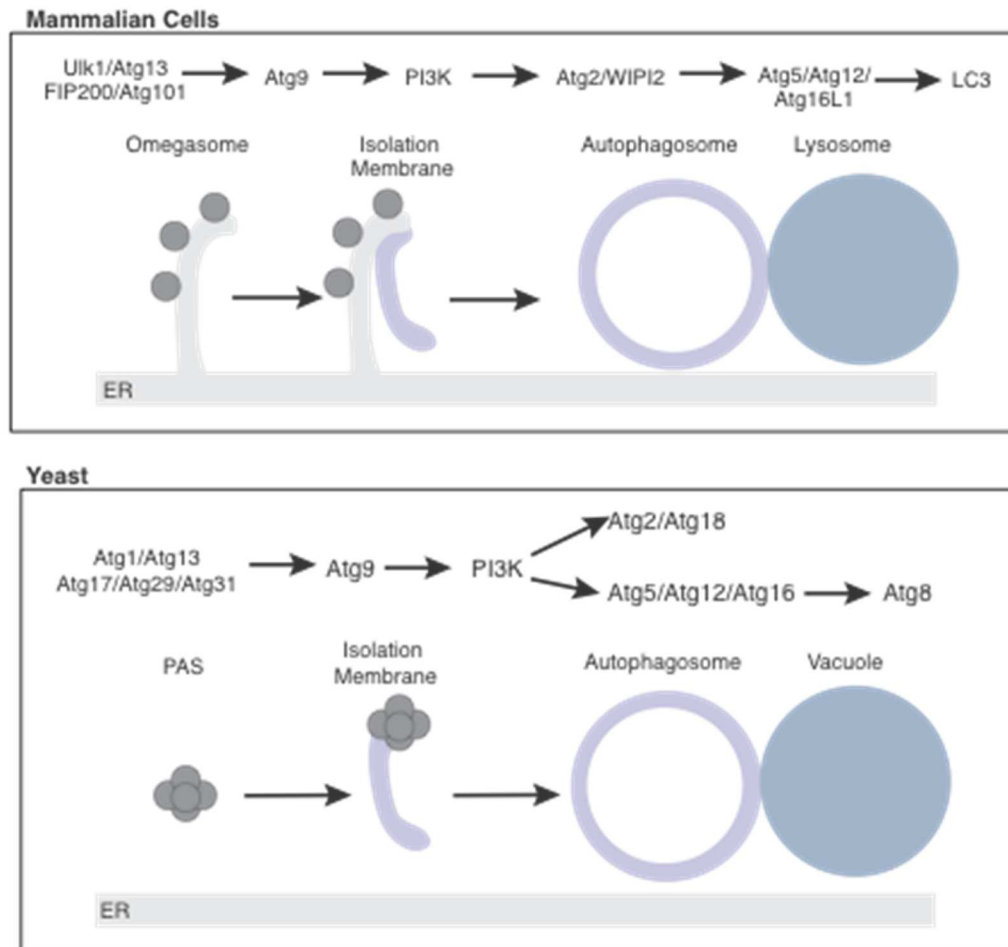 Mammalian Cells
Ulk1/Atg13
FIP200/Atg101
Atg9
PI3K
Atg2/WIPI2
Atg5/Atg12/
Atg16L1
LC3
Omegasome
Isolation
Membrane
Autophagosome
Lysosome
ER
Yeast
Atg1/Atg13
Atg17/Atg29/Atg31
Atg9
PI3K
Atg2/Atg18
Atg5/Atg12/Atg16
Atg8
PAS
Isolation
Membrane
Autophagosome
Vacuole
ER